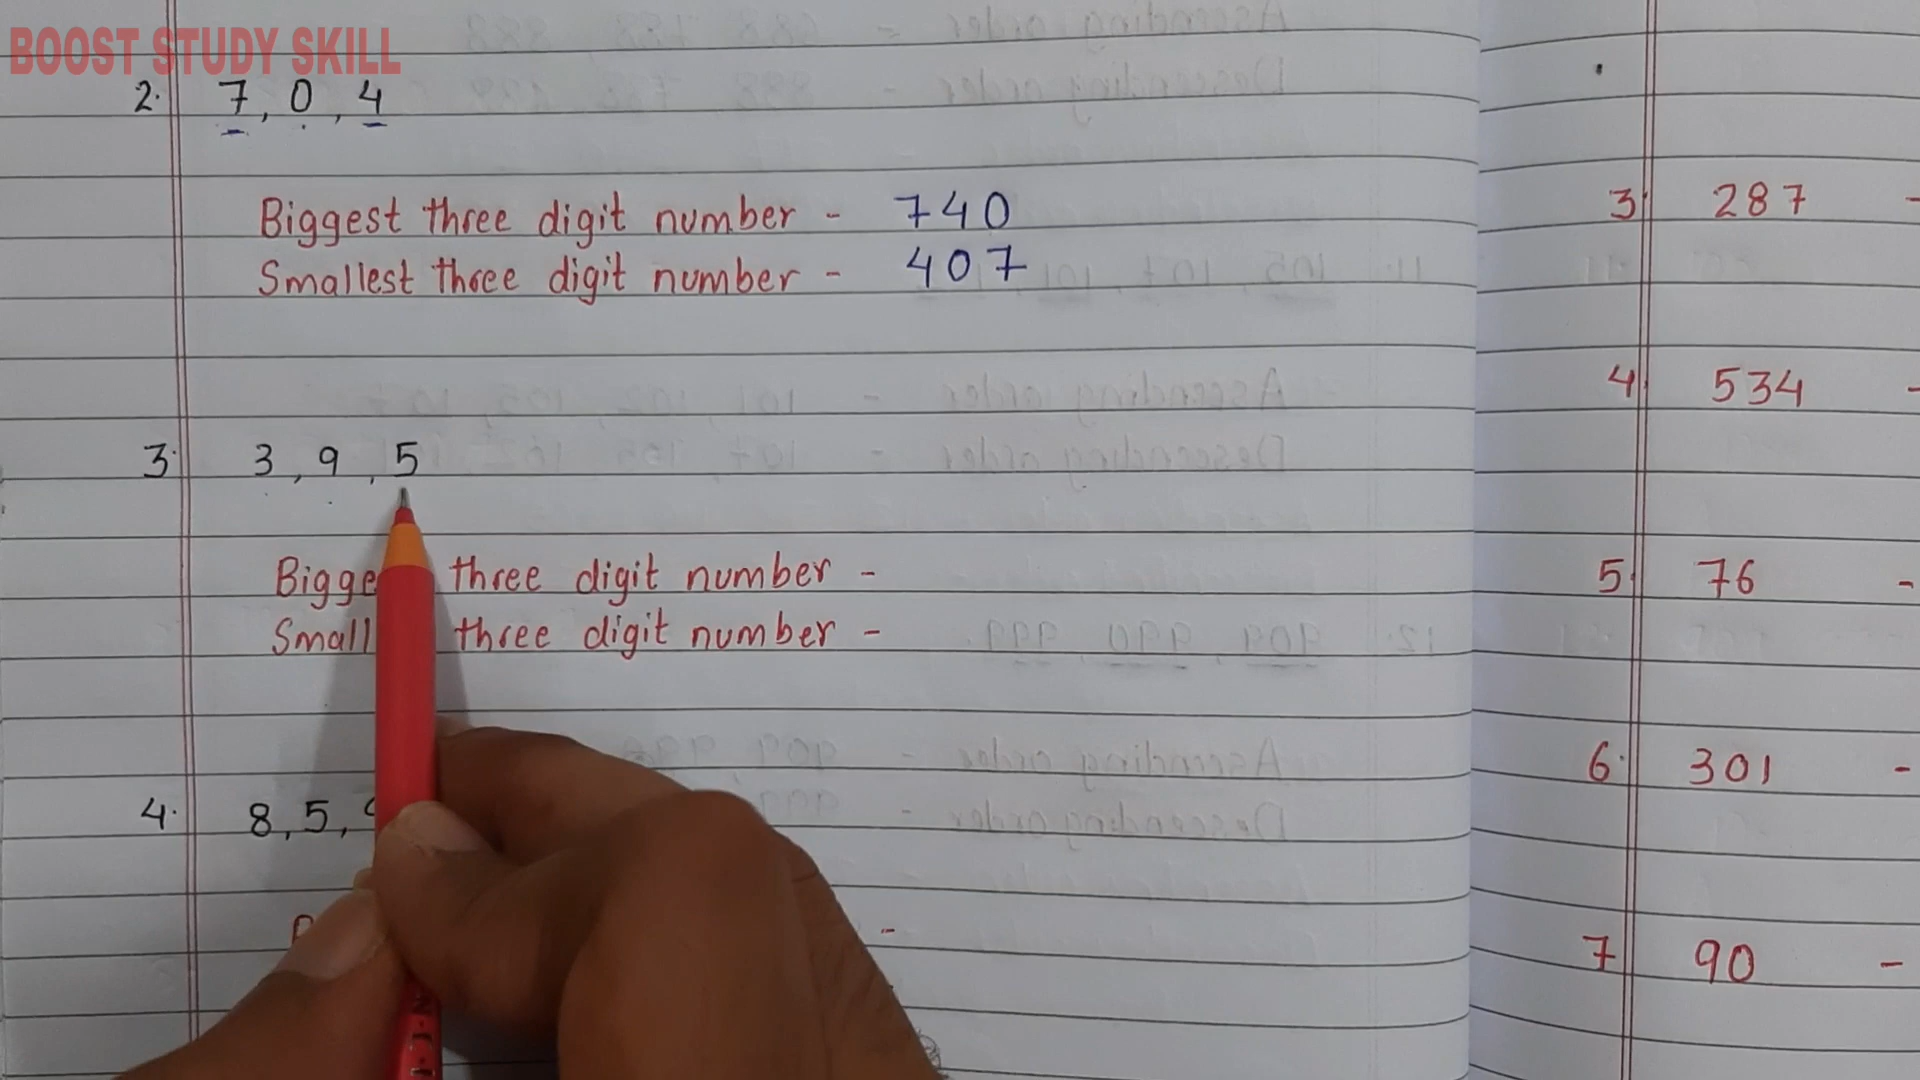 BOOST STUDY SKILL
2. 7, 0, 4
Biggest three digit number - 740
Smallest three digit number - 407
3. 3, 9, 5
Bigge three digit number -
Small three digit number -
4. 8, 5,
-
3. 287 -
4. 534 -
5. 76 -
6. 301 -
7. 90 -